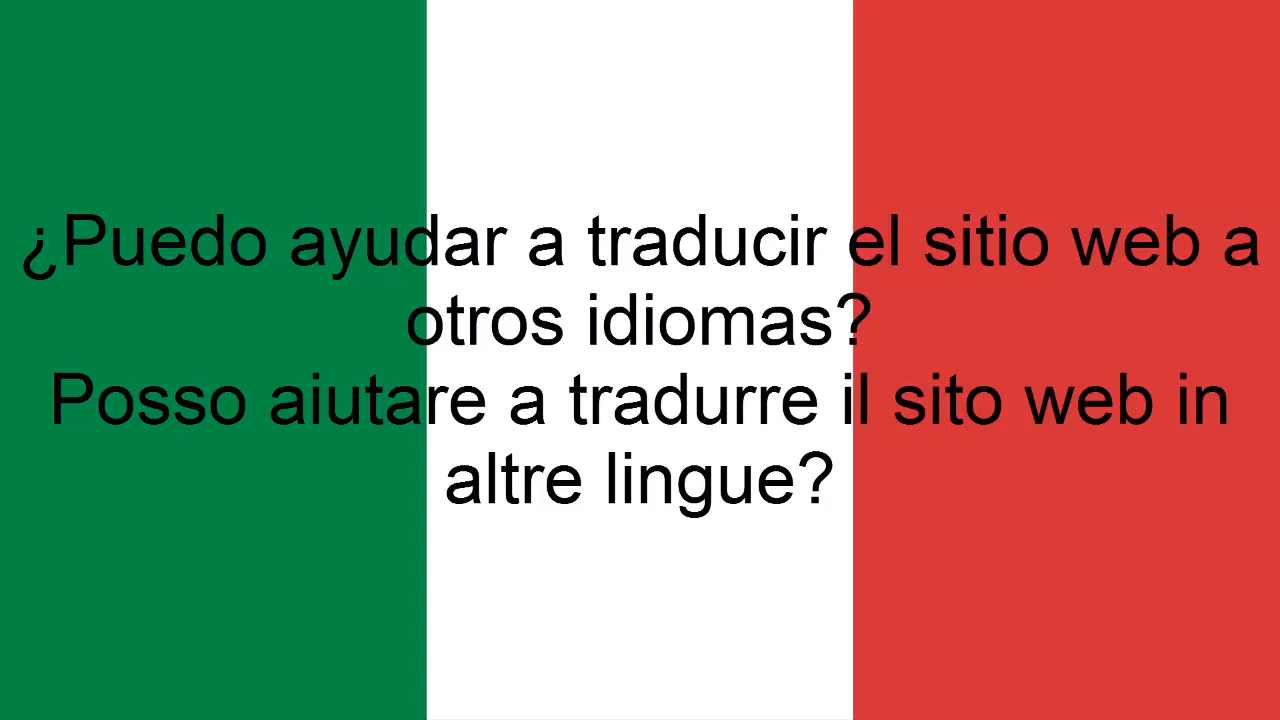 ¿Puedo ayudar a traducir el sitio web a
otros idiomas?
Posso aiutare a tradurre il sito web in
altre lingue?